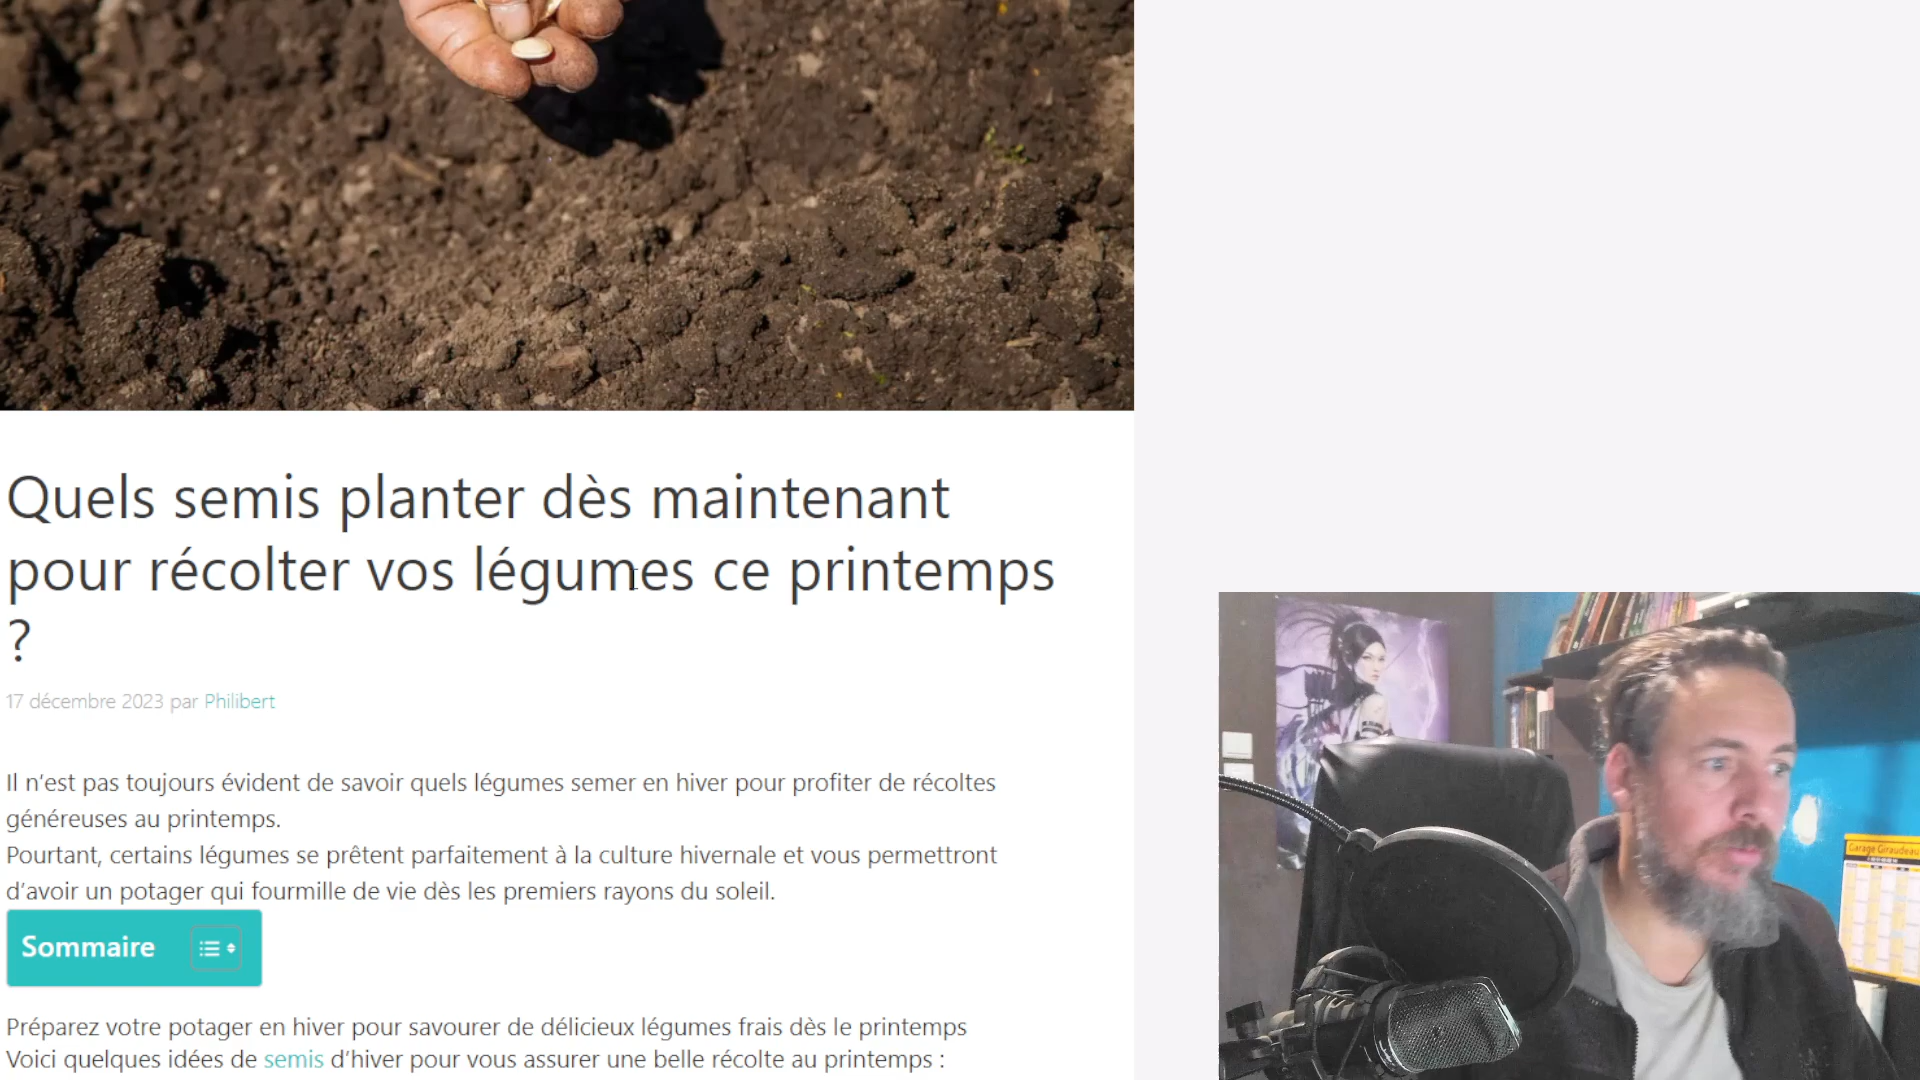 Quels semis planter dès maintenant
pour récolter vos légumes ce printemps
?
17 décembre 2023 par Philibert
Il n’est pas toujours évident de savoir quels légumes semer en hiver pour profiter de récoltes
généreuses au printemps.
Pourtant, certains légumes se prêtent parfaitement à la culture hivernale et vous permettront
d’avoir un potager qui fourmille de vie dès les premiers rayons du soleil.
Sommaire
Préparez votre potager en hiver pour savourer de délicieux légumes frais dès le printemps
Voici quelques idées de semis d’hiver pour vous assurer une belle récolte au printemps :
Garage Giraudeau